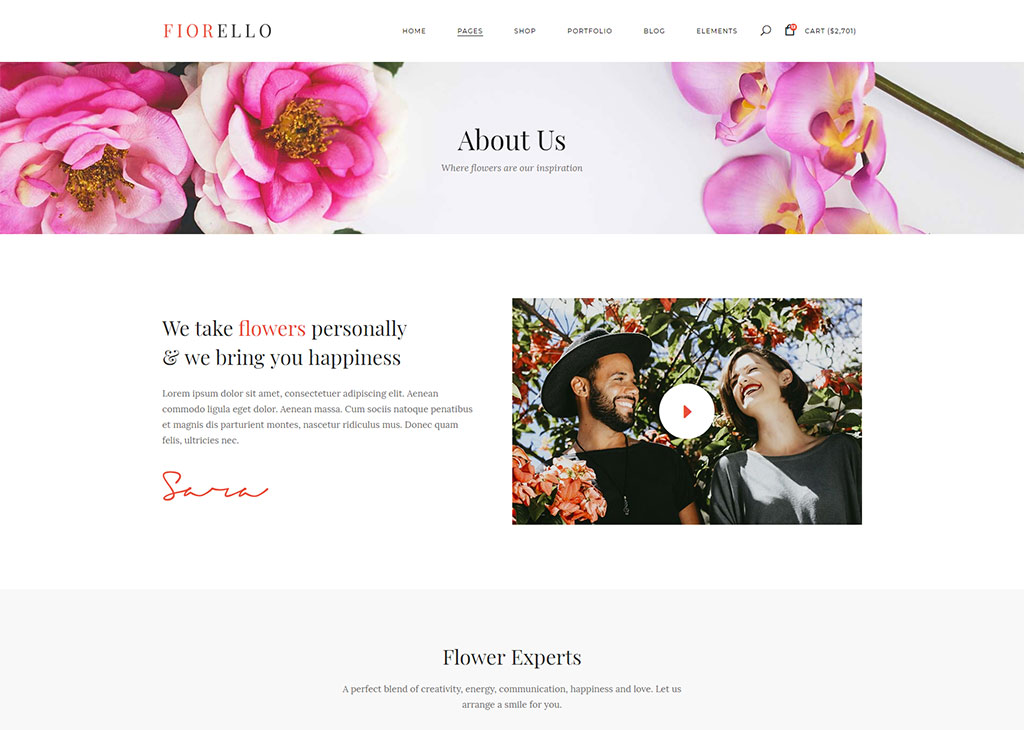 FIORELLO
HOME PAGES SHOP PORTFOLIO BLOG ELEMENTS CART ($2,701)
About Us
Where flowers are our inspiration
We take flowers personally
& we bring you happiness
Lorem ipsum dolor sit amet, consectetuer adipiscing elit. Aenean
commodo ligula eget dolor. Aenean massa. Cum sociis natoque penatibus
et magnis dis parturient montes, nascetur ridiculus mus. Donec quam
felis, ultricies nec.
Sara
Flower Experts
A perfect blend of creativity, energy, communication, happiness and love. Let us
arrange a smile for you.